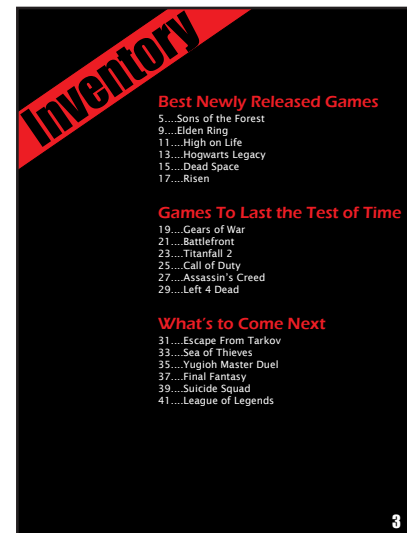 Inventory
Best Newly Released Games
5....Sons of the Forest
9....Elden Ring
11....High on Life
13....Hogwarts Legacy
15....Dead Space
17....Risen
Games To Last the Test of Time
19....Gears of War
21....Battlefront
23....Titanfall 2
25....Call of Duty
27....Assassin's Creed
29....Left 4 Dead
What's to Come Next
31....Escape From Tarkov
33....Sea of Thieves
35....Yugioh Master Duel
37....Final Fantasy
39....Suicide Squad
41....League of Legends
3